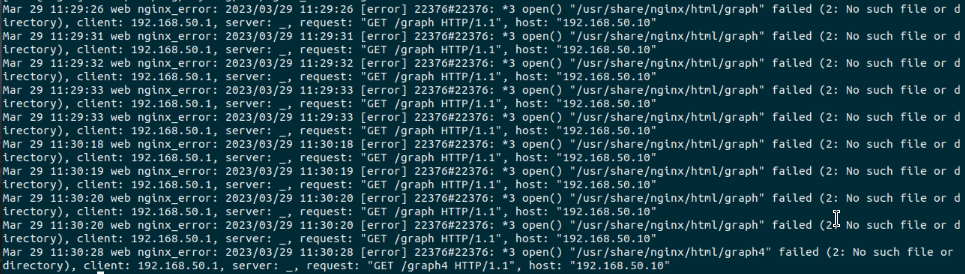 Mar 29 11:29:26 web nginx_error: 2023/03/29 11:29:26 [error] 22376#22376: *3 open() "/usr/share/nginx/html/graph" failed (2: No such file or d
irectory), client: 192.168.50.1, server: _, request: "GET /graph HTTP/1.1", host: "192.168.50.10"
Mar 29 11:29:31 web nginx_error: 2023/03/29 11:29:31 [error] 22376#22376: *3 open() "/usr/share/nginx/html/graph" failed (2: No such file or d
irectory), client: 192.168.50.1, server: _, request: "GET /graph HTTP/1.1", host: "192.168.50.10"
Mar 29 11:29:32 web nginx_error: 2023/03/29 11:29:32 [error] 22376#22376: *3 open() "/usr/share/nginx/html/graph" failed (2: No such file or d
irectory), client: 192.168.50.1, server: _, request: "GET /graph HTTP/1.1", host: "192.168.50.10"
Mar 29 11:29:33 web nginx_error: 2023/03/29 11:29:33 [error] 22376#22376: *3 open() "/usr/share/nginx/html/graph" failed (2: No such file or d
irectory), client: 192.168.50.1, server: _, request: "GET /graph HTTP/1.1", host: "192.168.50.10"
Mar 29 11:29:33 web nginx_error: 2023/03/29 11:29:33 [error] 22376#22376: *3 open() "/usr/share/nginx/html/graph" failed (2: No such file or d
irectory), client: 192.168.50.1, server: _, request: "GET /graph HTTP/1.1", host: "192.168.50.10"
Mar 29 11:30:18 web nginx_error: 2023/03/29 11:30:18 [error] 22376#22376: *3 open() "/usr/share/nginx/html/graph" failed (2: No such file or d
irectory), client: 192.168.50.1, server: _, request: "GET /graph HTTP/1.1", host: "192.168.50.10"
Mar 29 11:30:19 web nginx_error: 2023/03/29 11:30:19 [error] 22376#22376: *3 open() "/usr/share/nginx/html/graph" failed (2: No such file or d
irectory), client: 192.168.50.1, server: _, request: "GET /graph HTTP/1.1", host: "192.168.50.10"
Mar 29 11:30:20 web nginx_error: 2023/03/29 11:30:20 [error] 22376#22376: *3 open() "/usr/share/nginx/html/graph" failed (2: No such file or d
irectory), client: 192.168.50.1, server: _, request: "GET /graph HTTP/1.1", host: "192.168.50.10"
Mar 29 11:30:20 web nginx_error: 2023/03/29 11:30:20 [error] 22376#22376: *3 open() "/usr/share/nginx/html/graph" failed (2: No such file or d
irectory), client: 192.168.50.1, server: _, request: "GET /graph HTTP/1.1", host: "192.168.50.10"
Mar 29 11:30:28 web nginx_error: 2023/03/29 11:30:28 [error] 22376#22376: *3 open() "/usr/share/nginx/html/graph4" failed (2: No such file or
directory), client: 192.168.50.1, server: _, request: "GET /graph4 HTTP/1.1", host: "192.168.50.10"